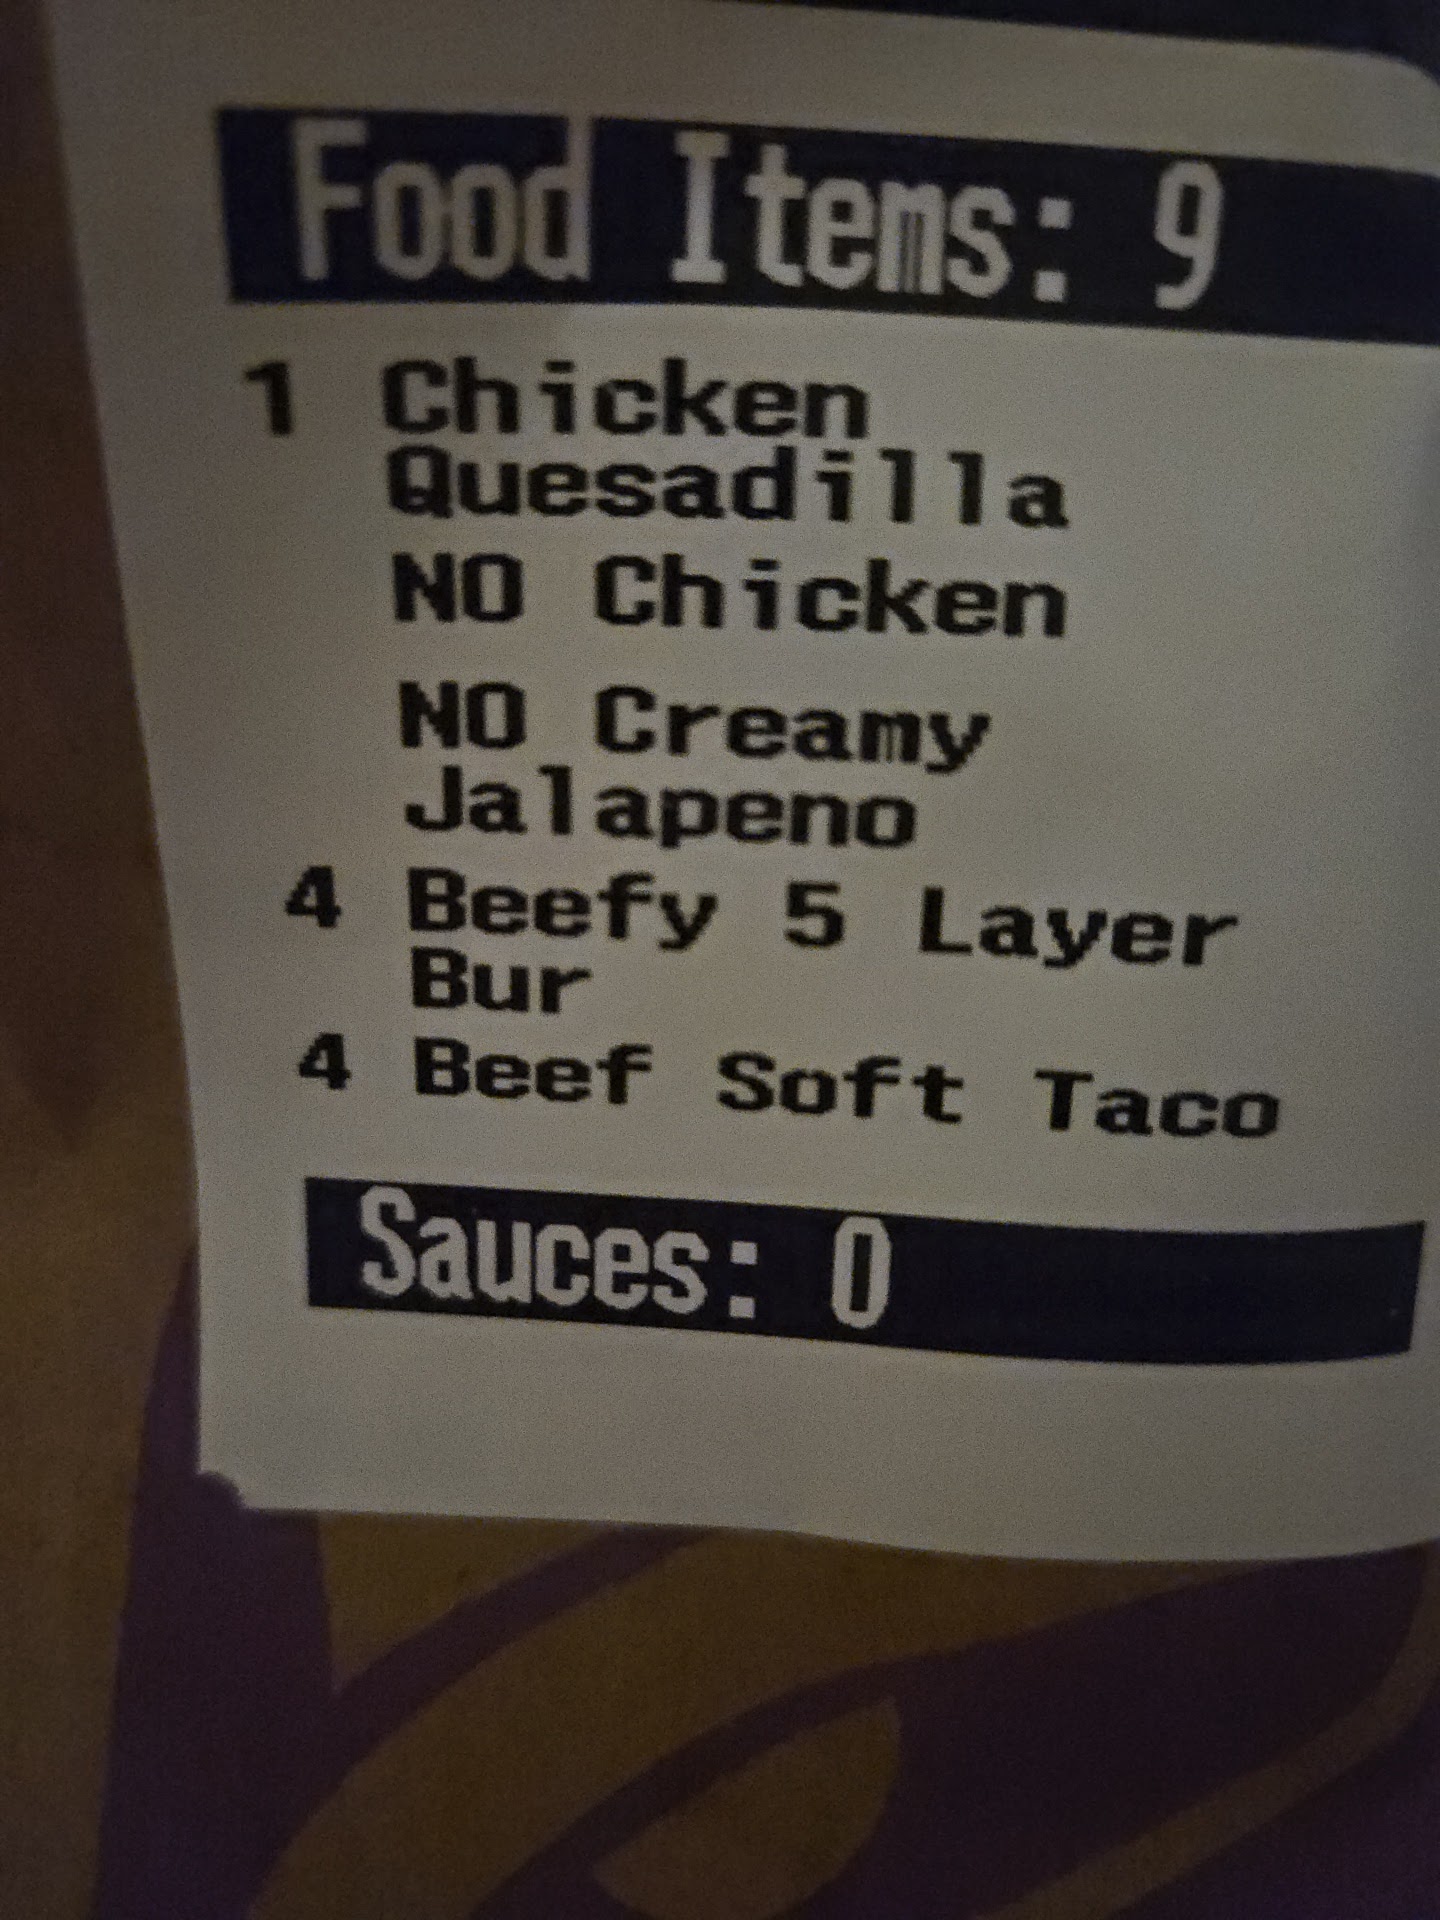 Food Items: 9
1 Chicken
Quesadilla
NO Chicken
NO Creamy
Jalapeno
4 Beefy 5 Layer
Bur
4 Beef Soft Taco
Sauces: 0